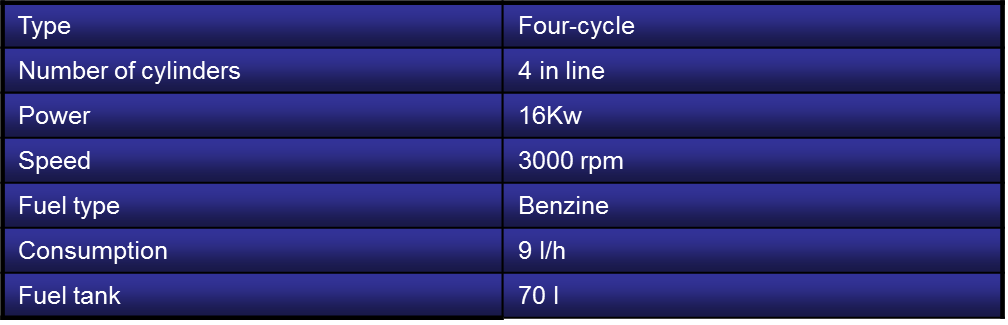 Type Four-cycle
Number of cylinders 4 in line
Power 16Kw
Speed 3000 rpm
Fuel type Benzine
Consumption 9 l/h
Fuel tank 70 l